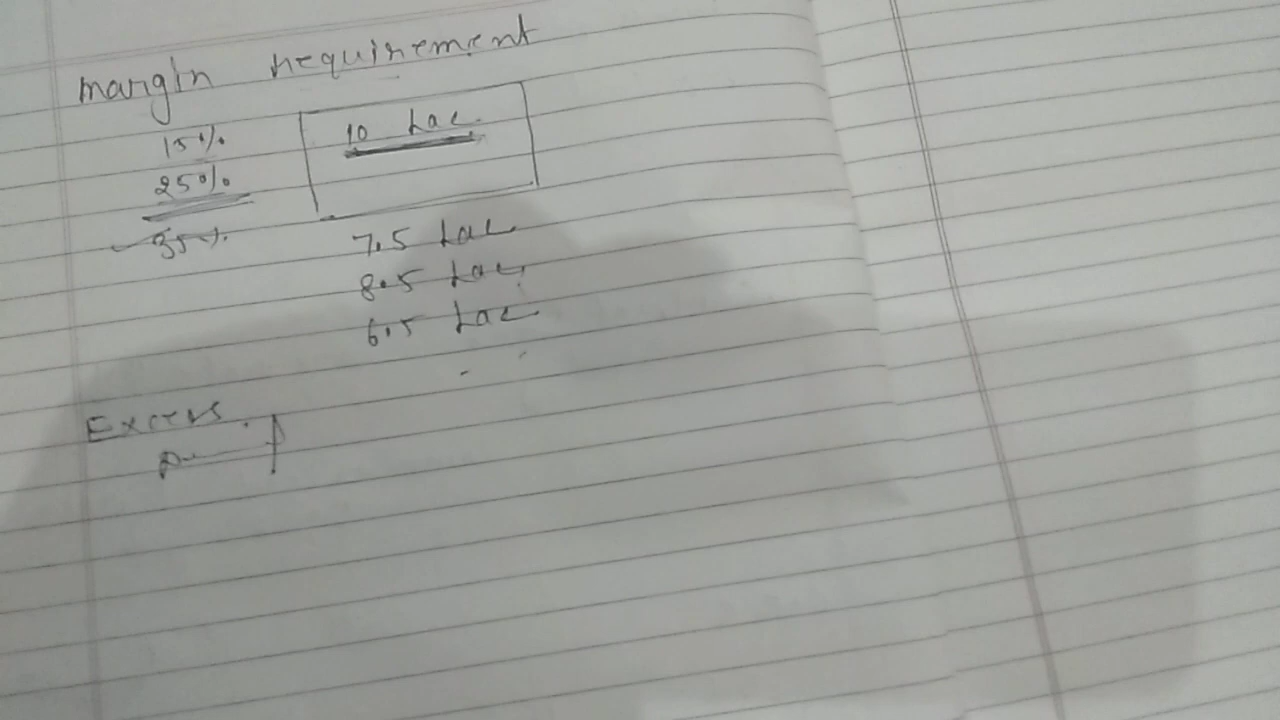 margin requirement
15%
10 Lac
25%
35%
7.5 Lac
8.5 Lac
6.5 Lac
Excess